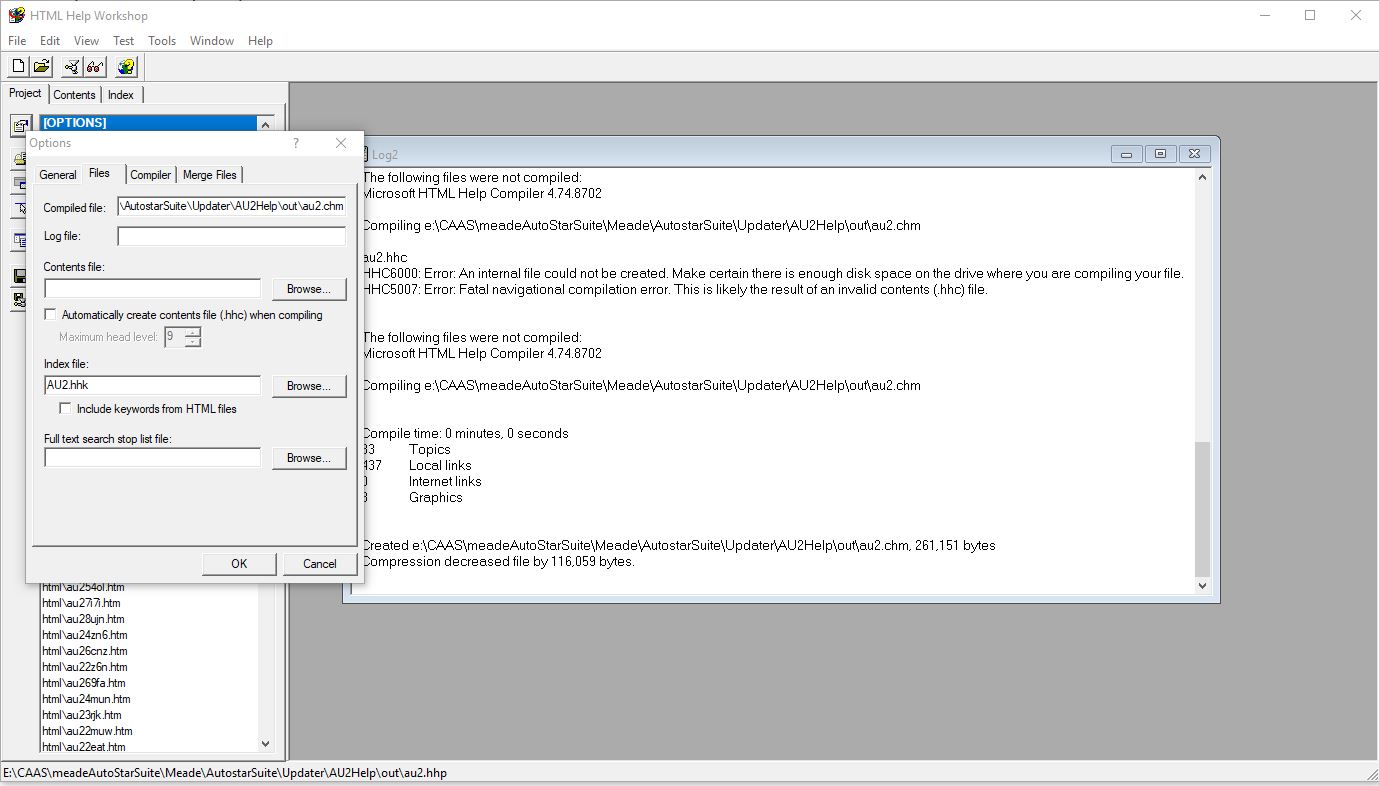 HTML Help Workshop
File Edit View Test Tools Window Help
Project Contents Index
[OPTIONS]
Options
?
General Files Compiler Merge Files
Compiled file: \AutostarSuite\Updater\AU2Help\out\au2.chm
Log file:
Contents file:
Browse...
Automatically create contents file (.hhc) when compiling
Maximum head level: 9
Index file:
AU2.hhk
Browse...
Include keywords from HTML files
Full text search stop list file:
Browse...
OK Cancel
html\au254ol.htm
html\au27i7i.htm
html\au28ujn.htm
html\au24zn6.htm
html\au26cnz.htm
html\au22z6n.htm
html\au269fa.htm
html\au24mun.htm
html\au23rjk.htm
html\au22muw.htm
html\au22eat.htm
Log2
The following files were not compiled:
Microsoft HTML Help Compiler 4.74.8702
Compiling e:\CAAS\meadeAutoStarSuite\Meade\AutostarSuite\Updater\AU2Help\out\au2.chm
au2.hhc
HHC6000: Error: An internal file could not be created. Make certain there is enough disk space on the drive where you are compiling your file.
HHC5007: Error: Fatal navigational compilation error. This is likely the result of an invalid contents (.hhc) file.
The following files were not compiled:
Microsoft HTML Help Compiler 4.74.8702
Compiling e:\CAAS\meadeAutoStarSuite\Meade\AutostarSuite\Updater\AU2Help\out\au2.chm
Compile time: 0 minutes, 0 seconds
Topics
437 Local links
0 Internet links
Graphics
Created e:\CAAS\meadeAutoStarSuite\Meade\AutostarSuite\Updater\AU2Help\out\au2.chm, 261,151 bytes
Compression decreased file by 116,059 bytes.
E:\CAAS\meadeAutoStarSuite\Meade\AutostarSuite\Updater\AU2Help\out\au2.hhp